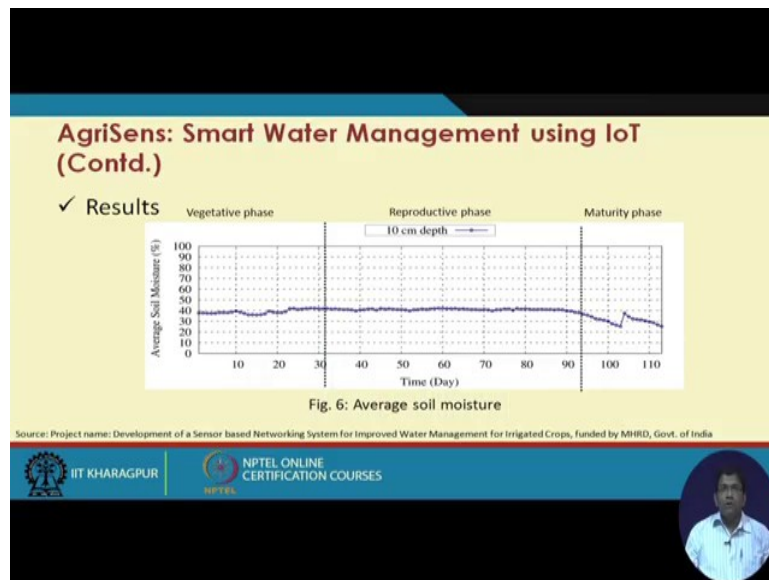 AgriSens: Smart Water Management using IoT
(Contd.)
✓ Results
Vegetative phase
Reproductive phase
Maturity phase
10 cm depth
Average Soil Moisture (%)
100
90
80
70
60
50
40
30
20
10
0
10 20 30 40 50 60 70 80 90 100 110
Time (Day)
Fig. 6: Average soil moisture
Source: Project name: Development of a Sensor based Networking System for Improved Water Management for Irrigated Crops, funded by MHRD, Govt. of India
IIT KHARAGPUR
NPTEL
NPTEL ONLINE
CERTIFICATION COURSES